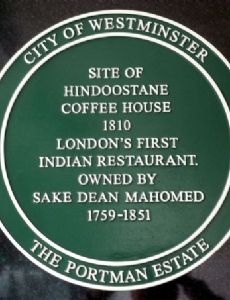 CITY OF WESTMINSTER
SITE OF
HINDOOSTANE
COFFEE HOUSE
1810
LONDON'S FIRST
INDIAN RESTAURANT.
OWNED BY
SAKE DEAN MAHOMED
1759-1851
THE PORTMAN ESTATE